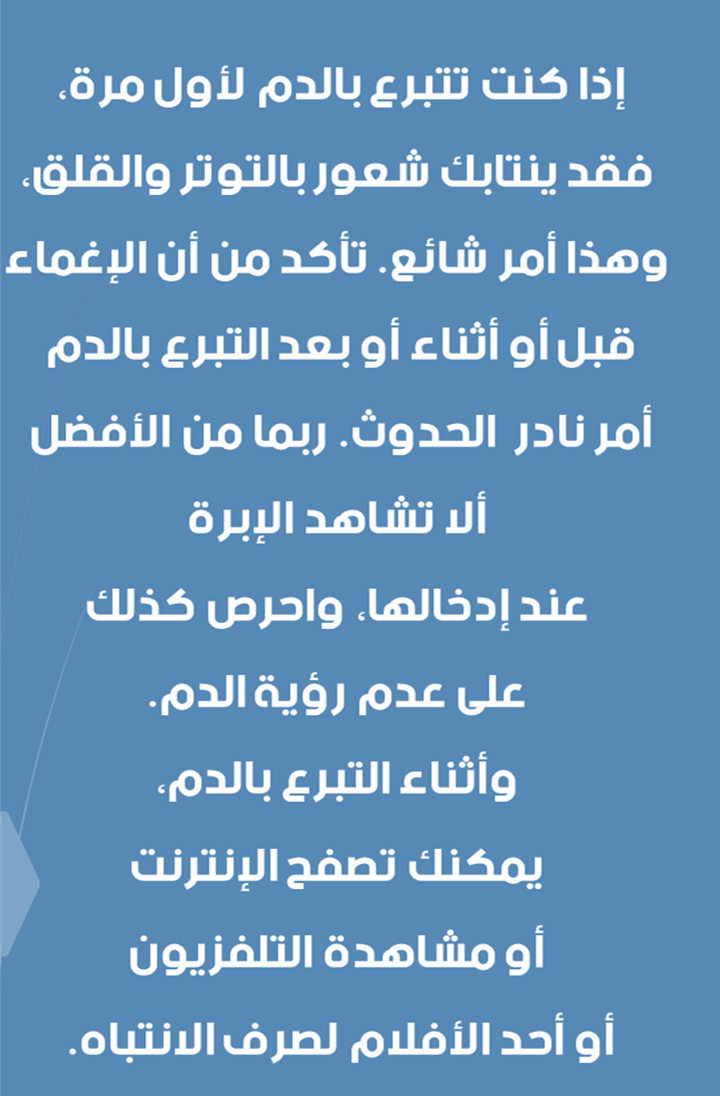 إذا كنت تتبرع بالدم لأول مرة،
فقد ينتابك شعور بالتوتر والقلق،
وهذا أمر شائع. تأكد من أن الإغماء
قبل أو أثناء أو بعد التبرع بالدم
أمر نادر الحدوث. ربما من الأفضل
ألا تشاهد الإبرة
عند إدخالها، واحرص كذلك
على عدم رؤية الدم.
وأثناء التبرع بالدم،
يمكنك تصفح الإنترنت
أو مشاهدة التلفزيون
أو أحد الأفلام لصرف الانتباه.